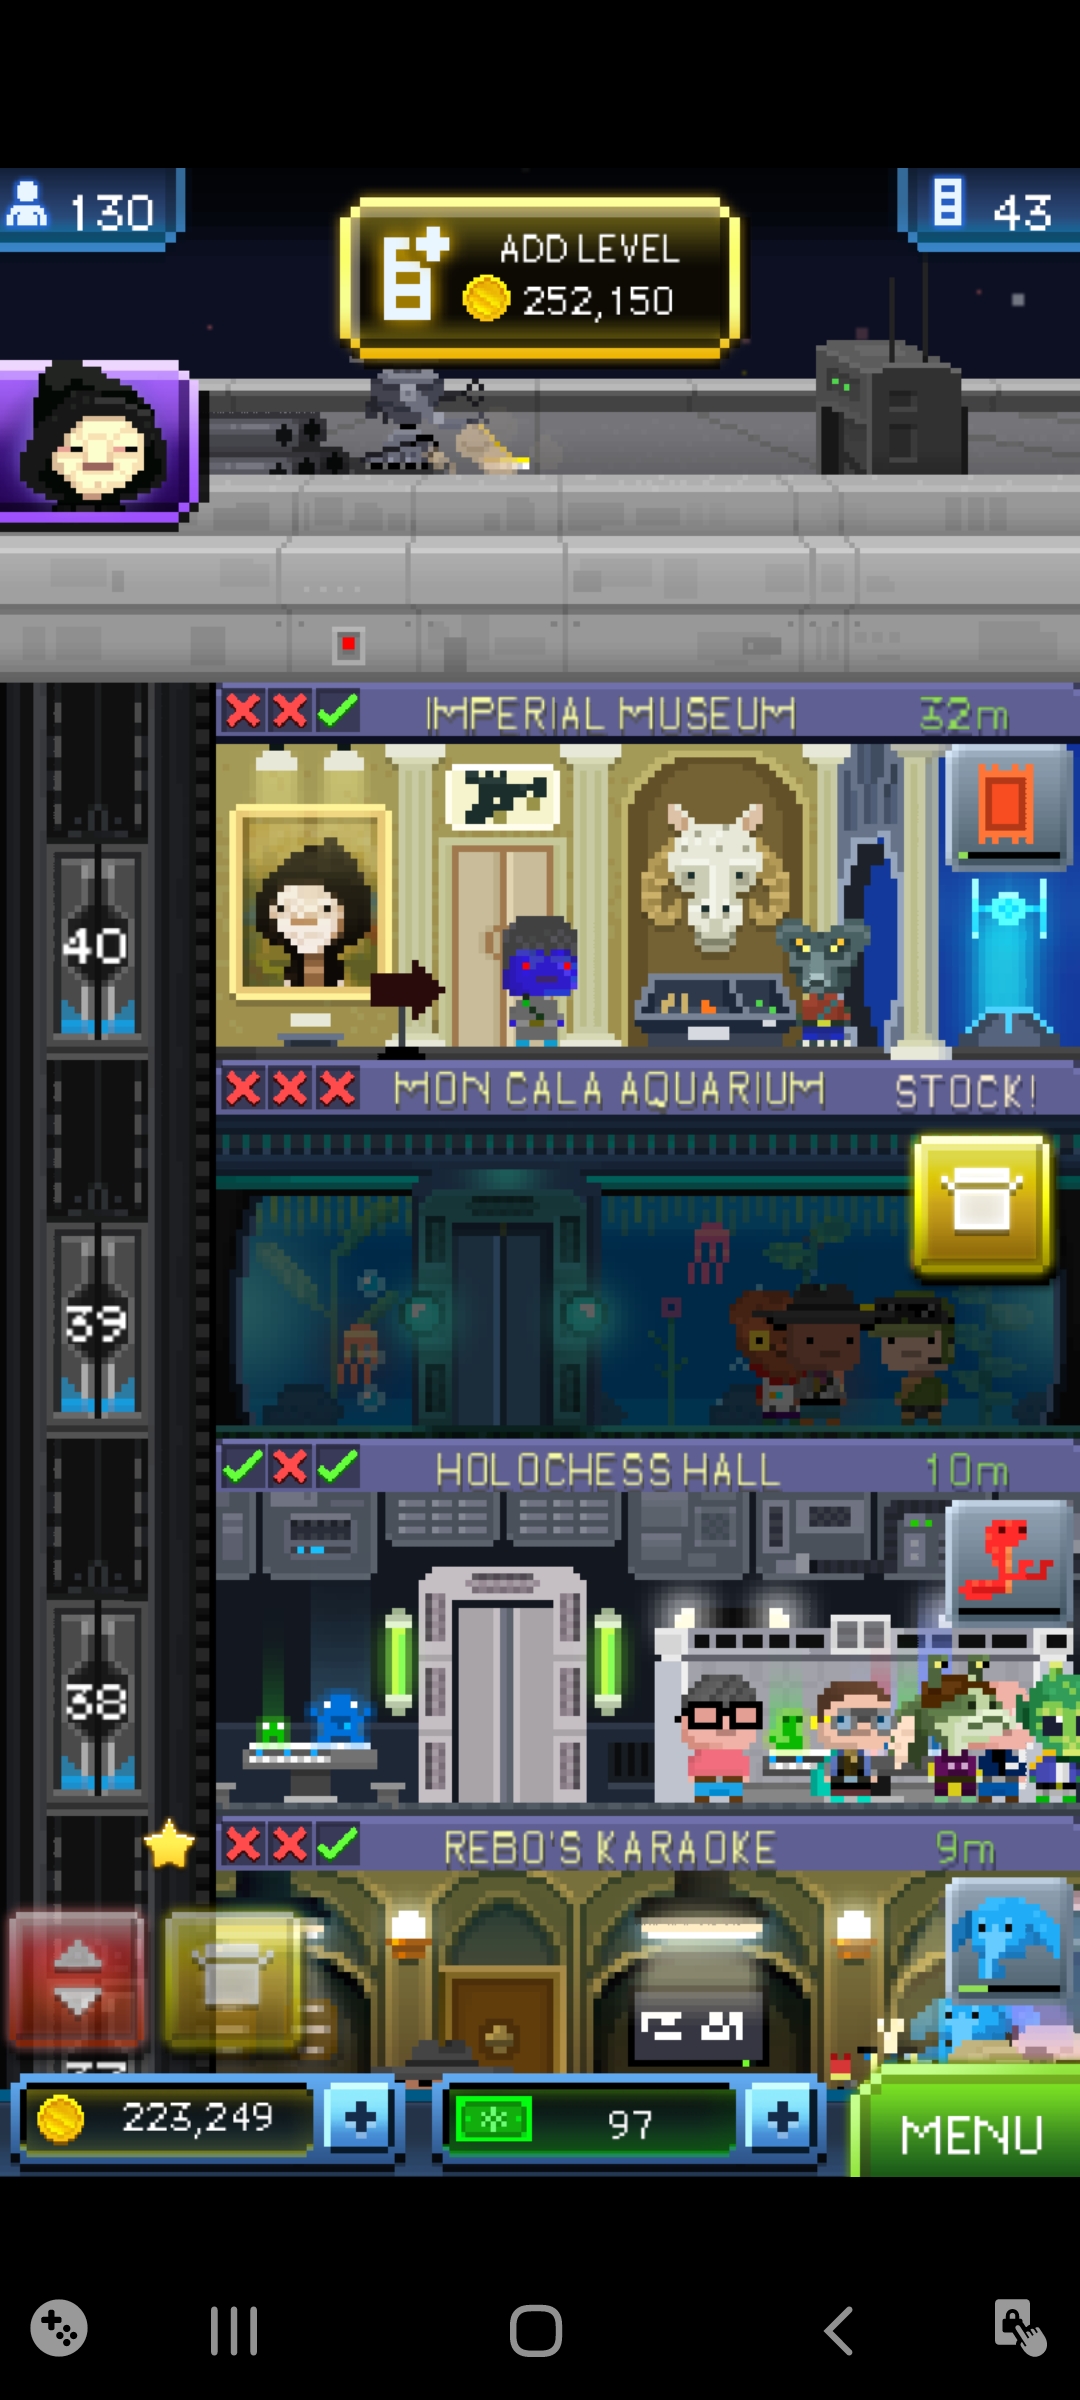 130
ADD LEVEL
252,150
43
IMPERIAL MUSEUM 32m
40
MON CALA AQUARIUM STOCK!
39
HOLOCHESS HALL 10m
38
REBO'S KARAOKE 9m
223,249
97
MENU